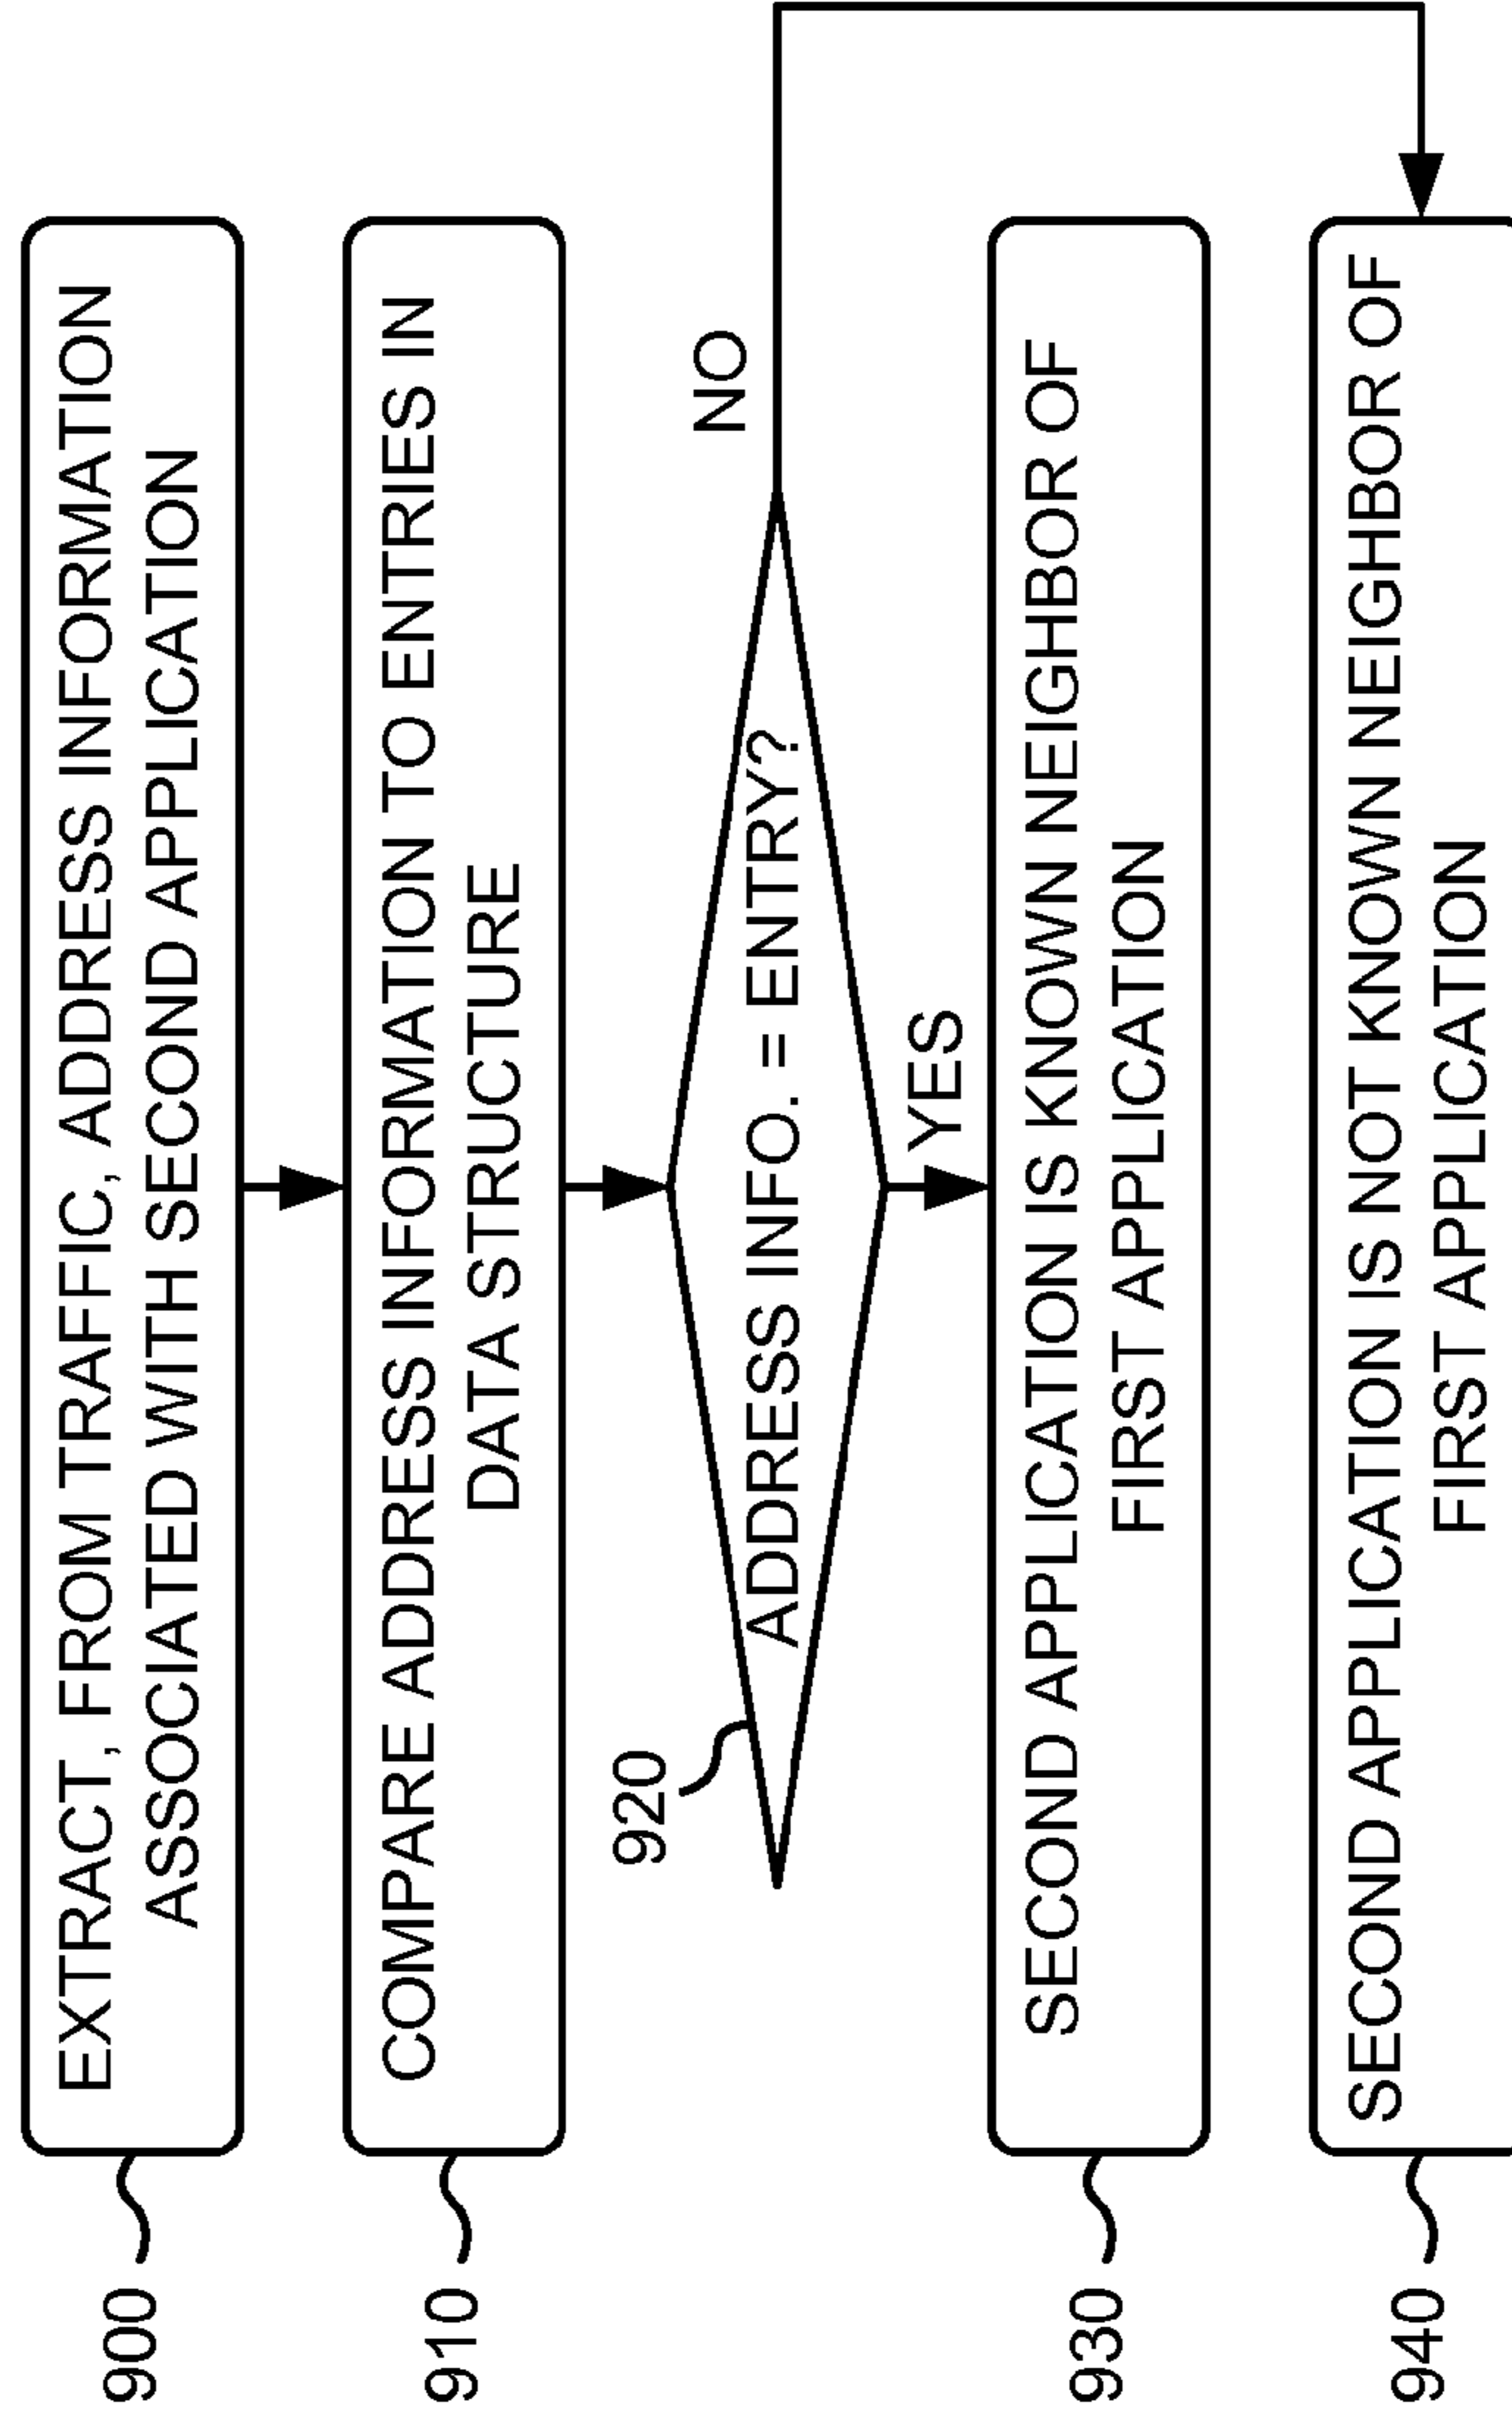 900
EXTRACT, FROM TRAFFIC, ADDRESS INFORMATION
ASSOCIATED WITH SECOND APPLICATION
910
COMPARE ADDRESS INFORMATION TO ENTRIES IN
DATA STRUCTURE
920
ADDRESS INFO. = ENTRY?
NO
YES
930
SECOND APPLICATION IS KNOWN NEIGHBOR OF
FIRST APPLICATION
940
SECOND APPLICATION IS NOT KNOWN NEIGHBOR OF
FIRST APPLICATION